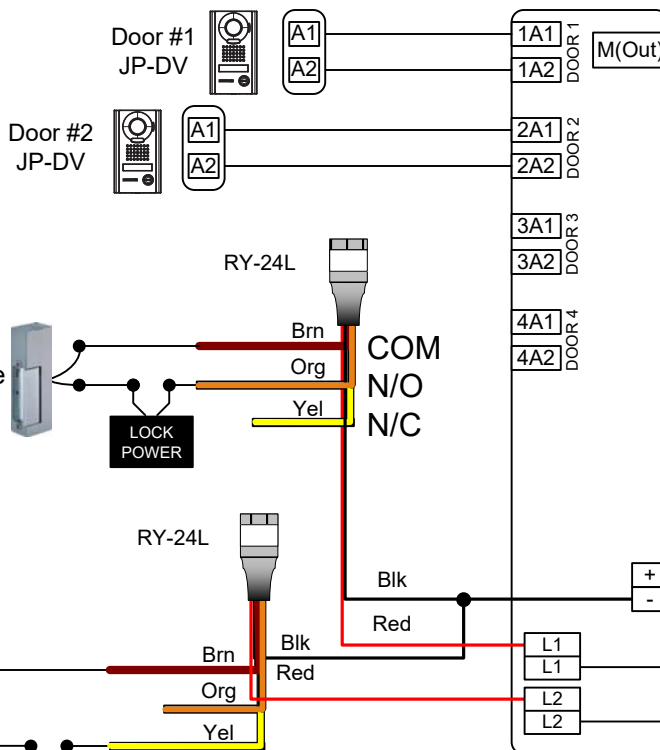 Door #1
JP-DV
A1
A2
1A1
1A2
DOOR 1
M(Out)
Door #2
JP-DV
A1
A2
2A1
2A2
DOOR 2
3A1
3A2
DOOR 3
RY-24L
4A1
4A2
DOOR 4
Brn
COM
Org
N/O
e
Yel
N/C
LOCK
POWER
RY-24L
Blk
+
-
Red
L1
L1
Blk
Brn
Red
Org
L2
L2
Yel